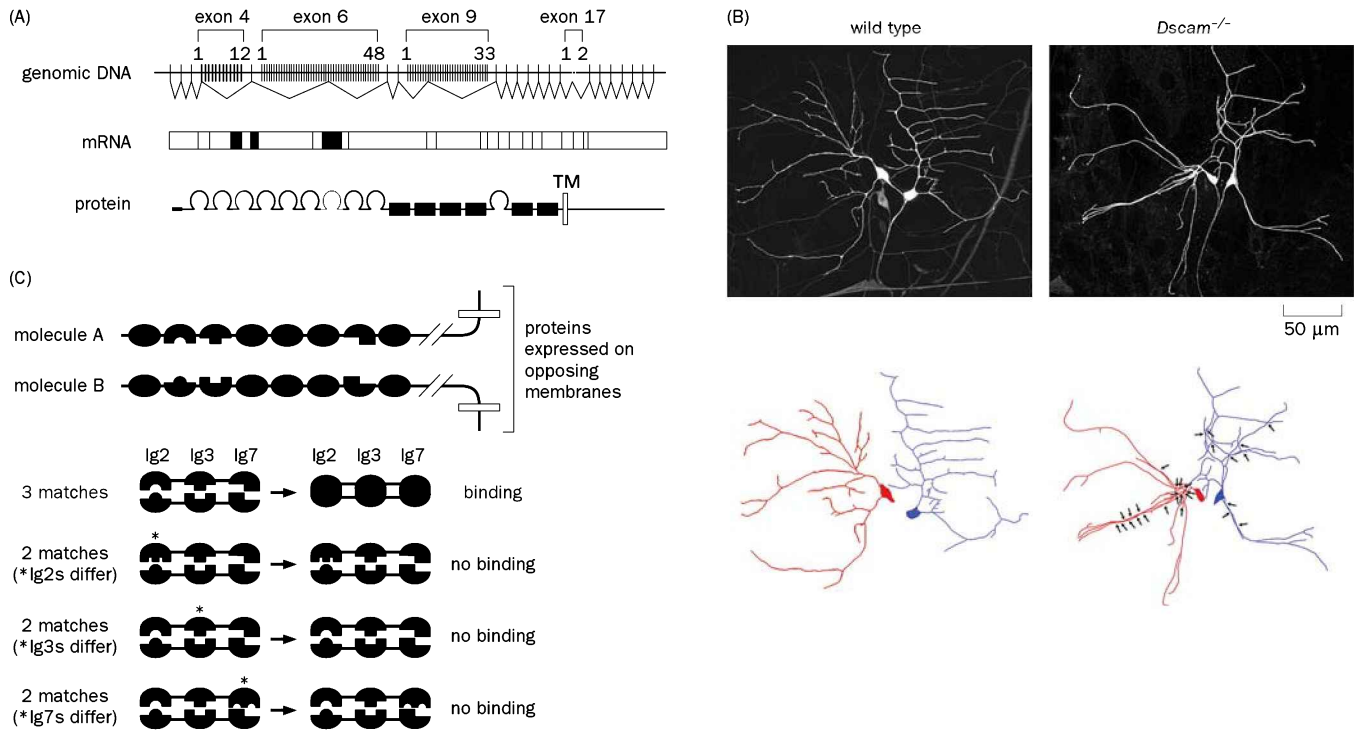 (A)
exon 4
exon 6
exon 9
exon 17
1 12 1 48 1 33 1 2
genomic DNA
mRNA
TM
protein
(B)
wild type
Dscam–/–
50 μm
(C)
molecule A
molecule B
proteins
expressed on
opposing
membranes
Ig2 Ig3 Ig7 Ig2 Ig3 Ig7
3 matches
binding
*
2 matches
(*Ig2s differ)
no binding
*
2 matches
(*Ig3s differ)
no binding
*
2 matches
(*Ig7s differ)
no binding